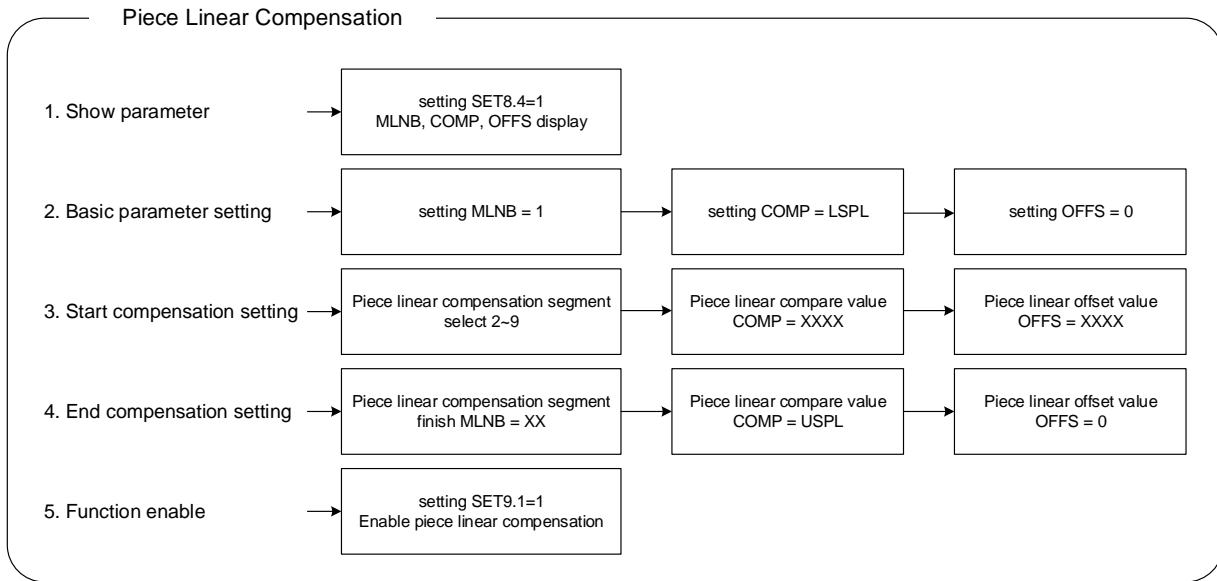 Piece Linear Compensation
1. Show parameter
setting SET8.4=1
MLNB, COMP, OFFS display
2. Basic parameter setting
setting MLNB = 1
setting COMP = LSPL
setting OFFS = 0
3. Start compensation setting
Piece linear compensation segment
select 2~9
Piece linear compare value
COMP = XXXX
Piece linear offset value
OFFS = XXXX
4. End compensation setting
Piece linear compensation segment
finish MLNB = XX
Piece linear compare value
COMP = USPL
Piece linear offset value
OFFS = 0
5. Function enable
setting SET9.1=1
Enable piece linear compensation